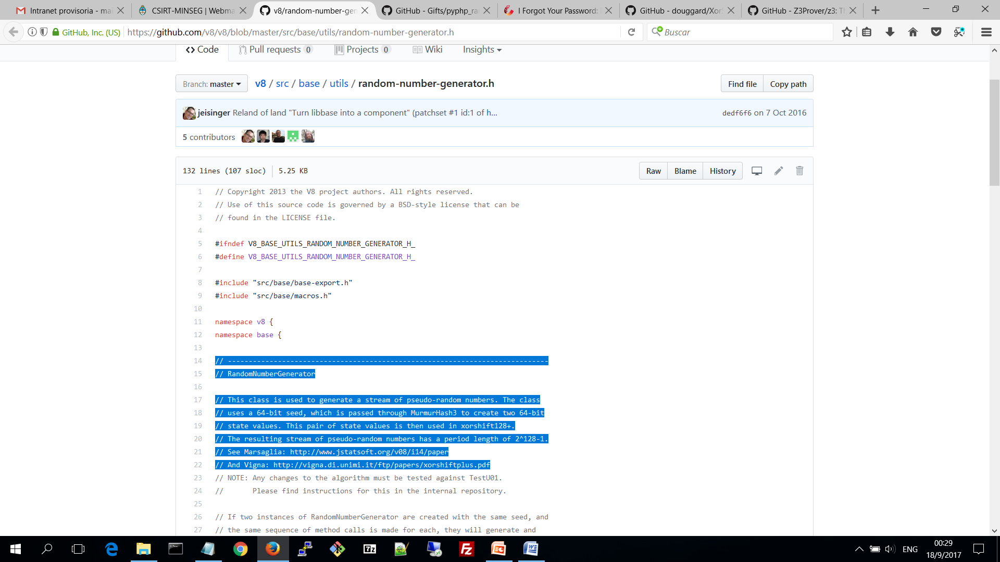 Intranet provisoria - ma
CSIRT-MINSEG | Webma
v8/random-number-gen
GitHub - Gifts/pyphp_ra
I Forgot Your Password:
GitHub - douggard/XorS
GitHub - Z3Prover/z3: Th
GitHub, Inc. (US)
https://github.com/v8/v8/blob/master/src/base/utils/random-number-generator.h
Buscar
Code
Pull requests 0
Projects 0
Wiki
Insights
Branch: master
v8 / src / base / utils / random-number-generator.h
Find file
Copy path
jeisinger Reland of land "Turn libbase into a component" (patchset #1 id:1 of h...
dedf6f6 on 7 Oct 2016
5 contributors
132 lines (107 sloc)
5.25 KB
Raw
Blame
History
1 // Copyright 2013 the V8 project authors. All rights reserved.
2 // Use of this source code is governed by a BSD-style license that can be
3 // found in the LICENSE file.
4
5 #ifndef V8_BASE_UTILS_RANDOM_NUMBER_GENERATOR_H_
6 #define V8_BASE_UTILS_RANDOM_NUMBER_GENERATOR_H_
7
8 #include "src/base/base-export.h"
9 #include "src/base/macros.h"
10
11 namespace v8 {
12 namespace base {
13
14 // -----------------------------------------------------------------------------
15 // RandomNumberGenerator
16
17 // This class is used to generate a stream of pseudo-random numbers. The class
18 // uses a 64-bit seed, which is passed through MurmurHash3 to create two 64-bit
19 // state values. This pair of state values is then used in xorshift128+.
20 // The resulting stream of pseudo-random numbers has a period length of 2^128-1.
21 // See Marsaglia: http://www.jstatsoft.org/v08/i14/paper
22 // And Vigna: http://vigna.di.unimi.it/ftp/papers/xorshiftplus.pdf
23 // NOTE: Any changes to the algorithm must be tested against TestU01.
24 //       Please find instructions for this in the internal repository.
25
26 // If two instances of RandomNumberGenerator are created with the same seed, and
27 // the same sequence of method calls is made for each, they will generate and
7z
ENG
00:29
18/9/2017